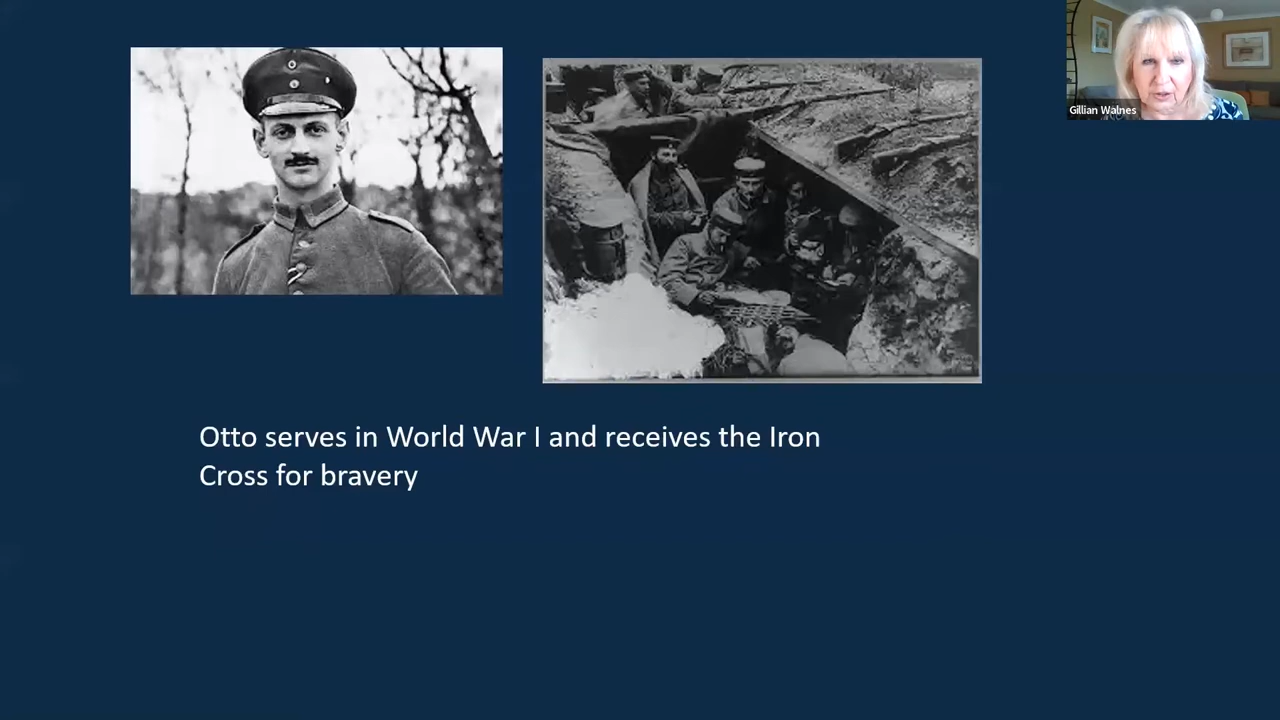 Gillian Walnes
Otto serves in World War I and receives the Iron
Cross for bravery